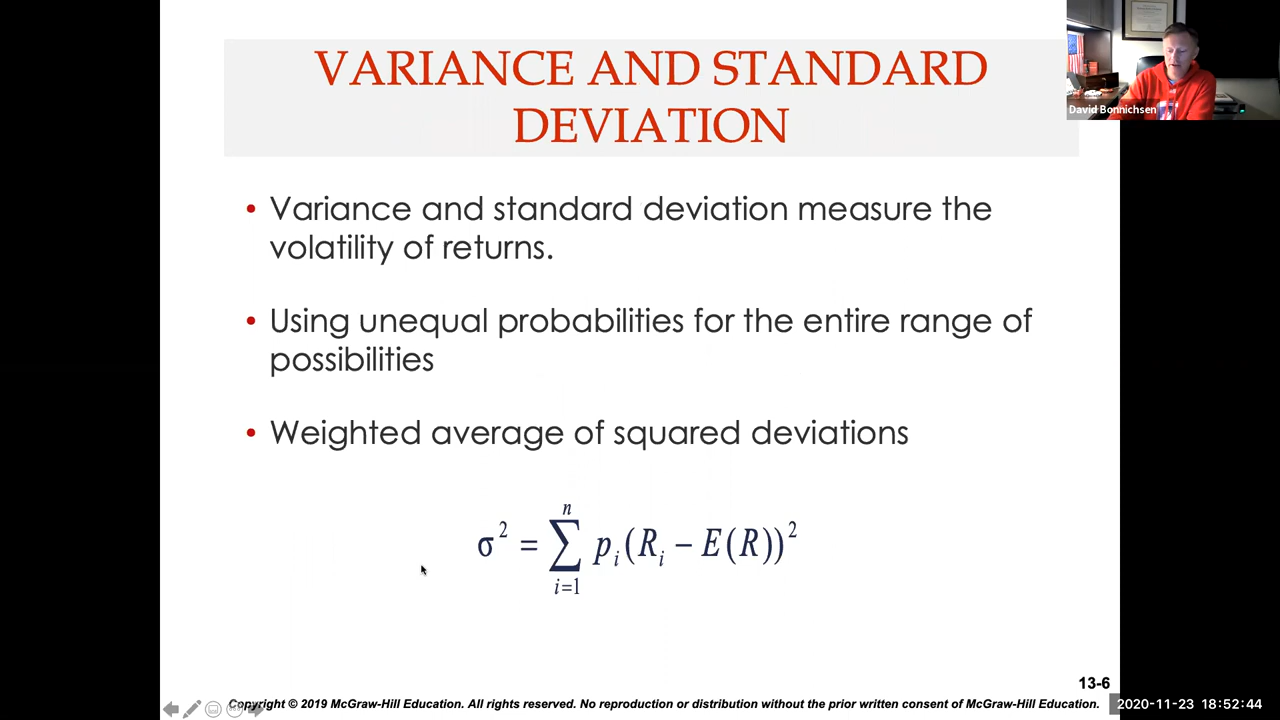 VARIANCE AND STANDARD
DEVIATION
David Bonnichsen
• Variance and standard deviation measure the
volatility of returns.
• Using unequal probabilities for the entire range of
possibilities
• Weighted average of squared deviations
σ² = ∑ⁿᵢ₌₁ pᵢ(Rᵢ − E(R))²
13-6
Copyright © 2019 McGraw-Hill Education. All rights reserved. No reproduction or distribution without the prior written consent of McGraw-Hill Education.
2020-11-23 18:52:44